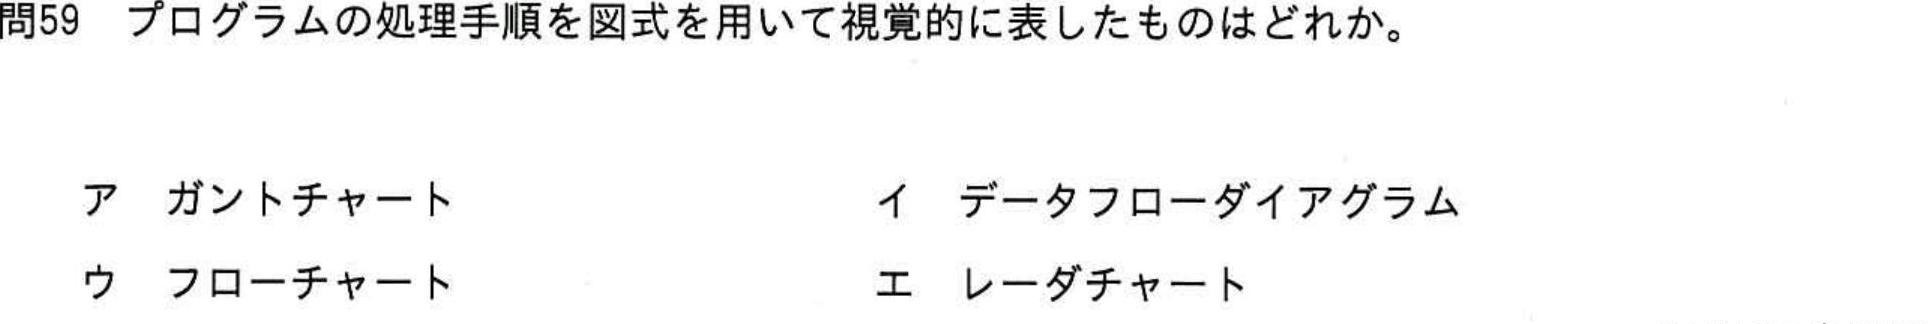 問59　プログラムの処理手順を図式を用いて視覚的に表したものはどれか。
ア　ガントチャート　イ　データフローダイアグラム
ウ　フローチャート　エ　レーダチャート